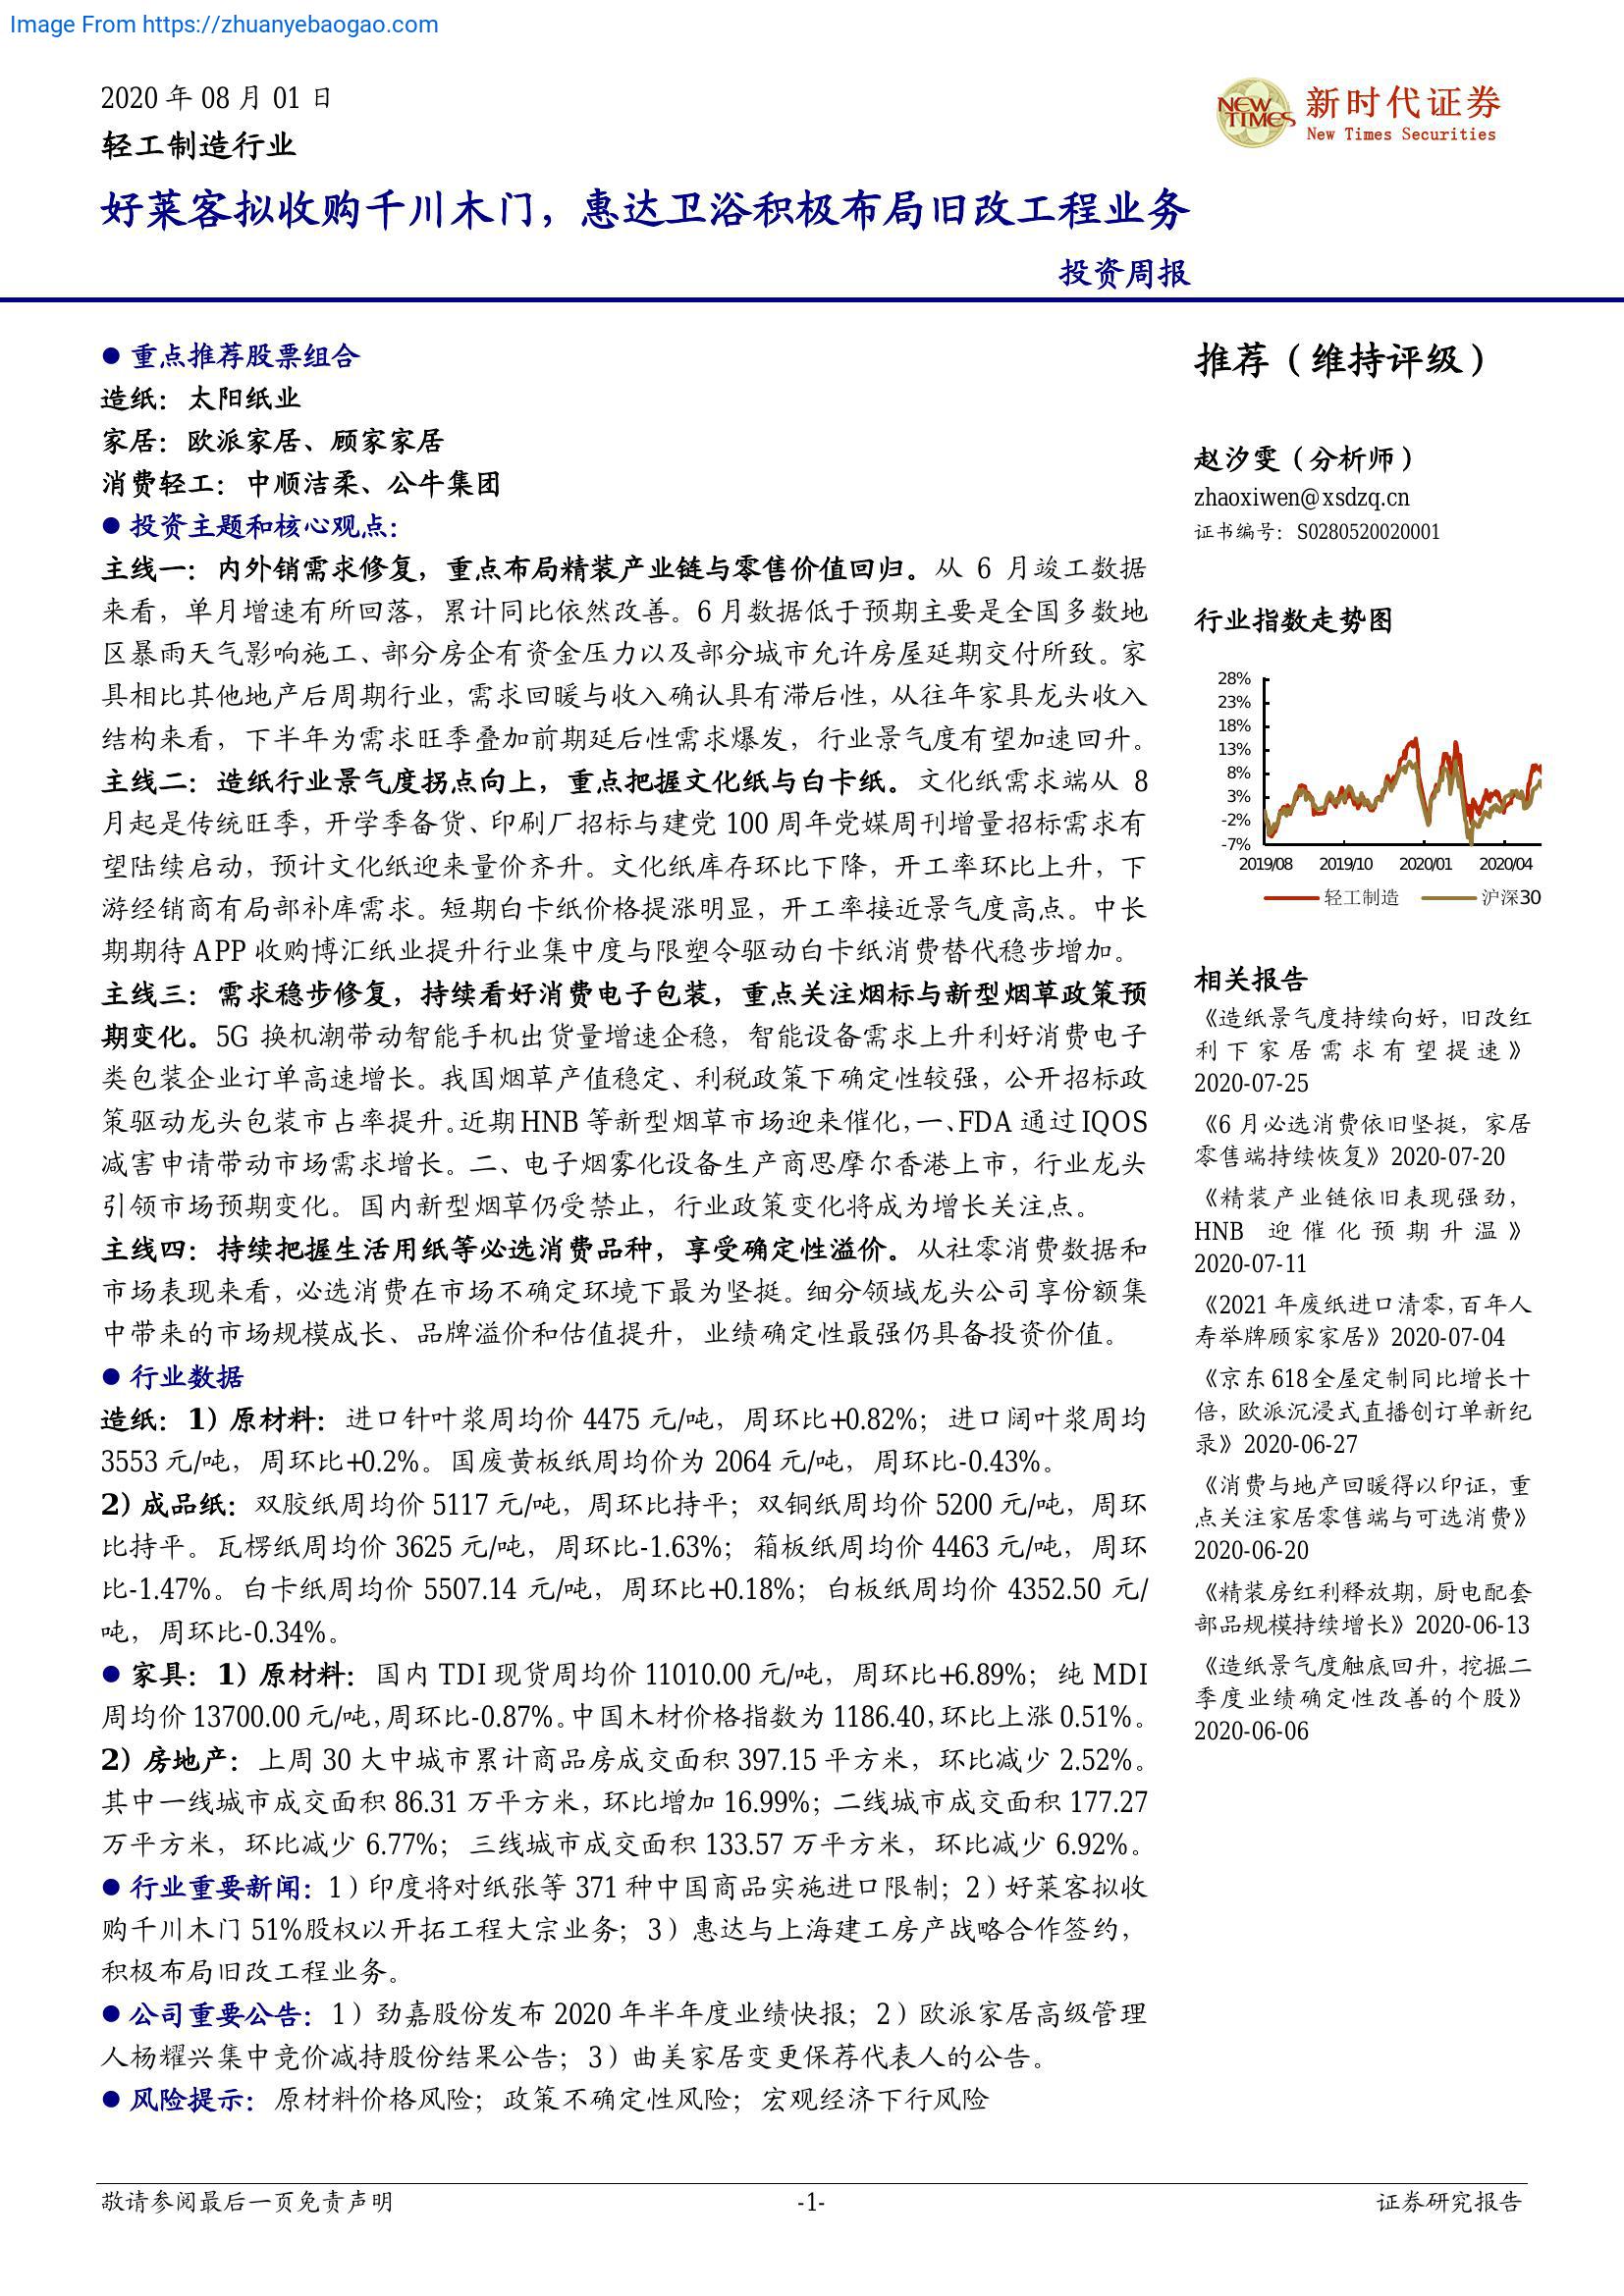 Image From https://zhuanyebaogao.com
2020 年 08 月 01 日
轻工制造行业
NEW TIMES
新时代证券
New Times Securities
好莱客拟收购千川木门，惠达卫浴积极布局旧改工程业务
投资周报
● 重点推荐股票组合
造纸：太阳纸业
家居：欧派家居、顾家家居
消费轻工：中顺洁柔、公牛集团
● 投资主题和核心观点：
主线一：内外销需求修复，重点布局精装产业链与零售价值回归。从 6 月竣工数据
来看，单月增速有所回落，累计同比依然改善。6 月数据低于预期主要是全国多数地
区暴雨天气影响施工、部分房企有资金压力以及部分城市允许房屋延期交付所致。家
具相比其他地产后周期行业，需求回暖与收入确认具有滞后性，从往年家具龙头收入
结构来看，下半年为需求旺季叠加前期延后性需求爆发，行业景气度有望加速回升。
主线二：造纸行业景气度拐点向上，重点把握文化纸与白卡纸。文化纸需求端从 8
月起是传统旺季，开学季备货、印刷厂招标与建党 100 周年党媒周刊增量招标需求有
望陆续启动，预计文化纸迎来量价齐升。文化纸库存环比下降，开工率环比上升，下
游经销商有局部补库需求。短期白卡纸价格提涨明显，开工率接近景气度高点。中长
期期待 APP 收购博汇纸业提升行业集中度与限塑令驱动白卡纸消费替代稳步增加。
主线三：需求稳步修复，持续看好消费电子包装，重点关注烟标与新型烟草政策预
期变化。5G 换机潮带动智能手机出货量增速企稳，智能设备需求上升利好消费电子
类包装企业订单高速增长。我国烟草产值稳定、利税政策下确定性较强，公开招标政
策驱动龙头包装市占率提升。近期 HNB 等新型烟草市场迎来催化，一、FDA 通过 IQOS
减害申请带动市场需求增长。二、电子烟雾化设备生产商思摩尔香港上市，行业龙头
引领市场预期变化。国内新型烟草仍受禁止，行业政策变化将成为增长关注点。
主线四：持续把握生活用纸等必选消费品种，享受确定性溢价。从社零消费数据和
市场表现来看，必选消费在市场不确定环境下最为坚挺。细分领域龙头公司享份额集
中带来的市场规模成长、品牌溢价和估值提升，业绩确定性最强仍具备投资价值。
● 行业数据
造纸：1) 原材料：进口针叶浆周均价 4475 元/吨，周环比+0.82%；进口阔叶浆周均
3553 元/吨，周环比+0.2%。国废黄板纸周均价为 2064 元/吨，周环比-0.43%。
2) 成品纸：双胶纸周均价 5117 元/吨，周环比持平；双铜纸周均价 5200 元/吨，周环
比持平。瓦楞纸周均价 3625 元/吨，周环比-1.63%；箱板纸周均价 4463 元/吨，周环
比-1.47%。白卡纸周均价 5507.14 元/吨，周环比+0.18%；白板纸周均价 4352.50 元/
吨，周环比-0.34%。
● 家具：1) 原材料：国内 TDI 现货周均价 11010.00 元/吨，周环比+6.89%；纯 MDI
周均价 13700.00 元/吨，周环比-0.87%。中国木材价格指数为 1186.40，环比上涨 0.51%。
2) 房地产：上周 30 大中城市累计商品房成交面积 397.15 平方米，环比减少 2.52%。
其中一线城市成交面积 86.31 万平方米，环比增加 16.99%；二线城市成交面积 177.27
万平方米，环比减少 6.77%；三线城市成交面积 133.57 万平方米，环比减少 6.92%。
● 行业重要新闻：1）印度将对纸张等 371 种中国商品实施进口限制；2）好莱客拟收
购千川木门 51%股权以开拓工程大宗业务；3）惠达与上海建工房产战略合作签约，
积极布局旧改工程业务。
● 公司重要公告：1）劲嘉股份发布 2020 年半年度业绩快报；2）欧派家居高级管理
人杨耀兴集中竞价减持股份结果公告；3）曲美家居变更保荐代表人的公告。
● 风险提示：原材料价格风险；政策不确定性风险；宏观经济下行风险
推荐（维持评级）
赵汐雯（分析师）
zhaoxiwen@xsdzq.cn
证书编号：S0280520020001
行业指数走势图
28%
23%
18%
13%
8%
3%
-2%
-7%
2019/08 2019/10 2020/01 2020/04
轻工制造 沪深30
相关报告
《造纸景气度持续向好，旧改红
利下家居需求有望提速》
2020-07-25
《6 月必选消费依旧坚挺，家居
零售端持续恢复》2020-07-20
《精装产业链依旧表现强劲，
HNB 迎催化预期升温》
2020-07-11
《2021 年废纸进口清零，百年人
寿举牌顾家家居》2020-07-04
《京东 618 全屋定制同比增长十
倍，欧派沉浸式直播创订单新纪
录》2020-06-27
《消费与地产回暖得以印证，重
点关注家居零售端与可选消费》
2020-06-20
《精装房红利释放期，厨电配套
部品规模持续增长》2020-06-13
《造纸景气度触底回升，挖掘二
季度业绩确定性改善的个股》
2020-06-06
敬请参阅最后一页免责声明 -1- 证券研究报告